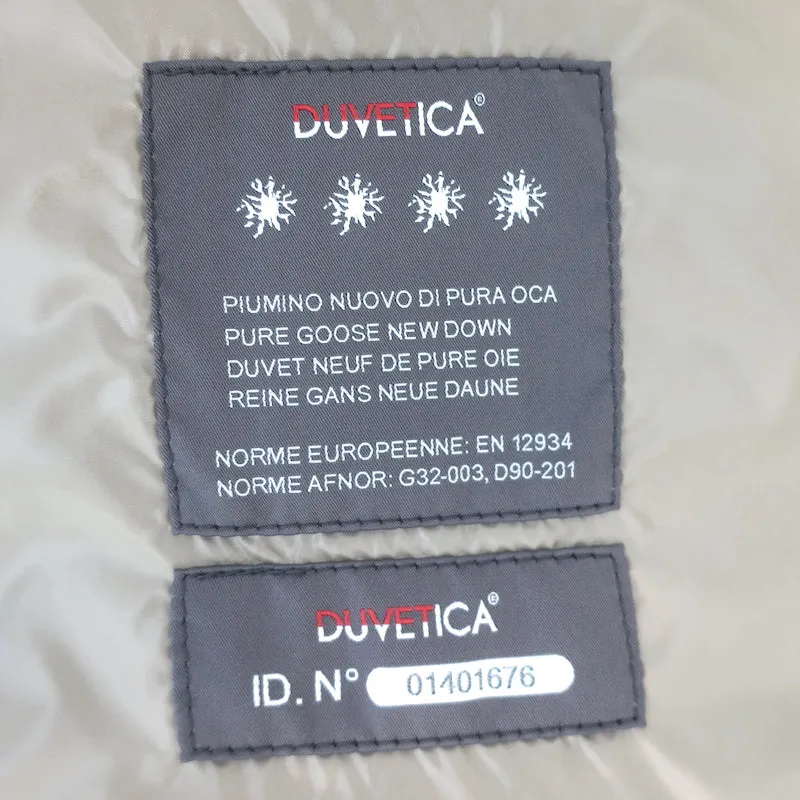 DUVETICA®
PIUMINO NUOVO DI PURA OCA
PURE GOOSE NEW DOWN
DUVET NEUF DE PURE OIE
REINE GANS NEUE DAUNE
NORME EUROPEENNE: EN 12934
NORME AFNOR: G32-003, D90-201
DUVETICA®
ID. N° 01401676